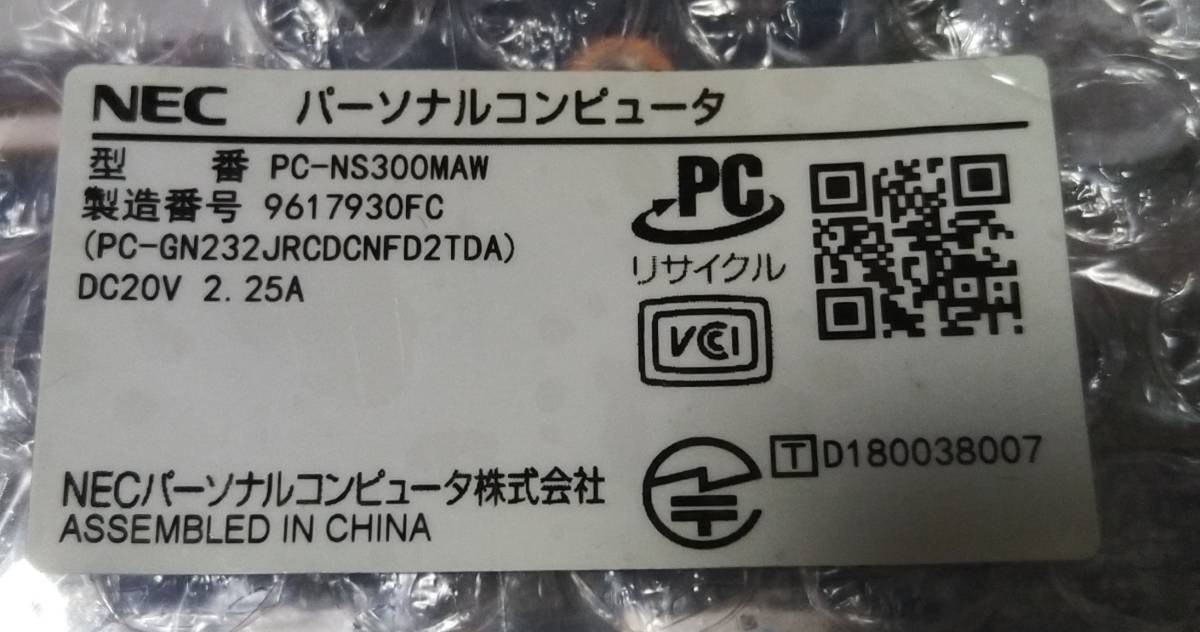 NEC パーソナルコンピュータ
型 番 PC-NS300MAW
製造番号 9617930FC
(PC-GN232JRCDCNFD2TDA)
DC20V 2.25A
PC
リサイクル
VCCI
T D180038007
NECパーソナルコンピュータ株式会社
ASSEMBLED IN CHINA